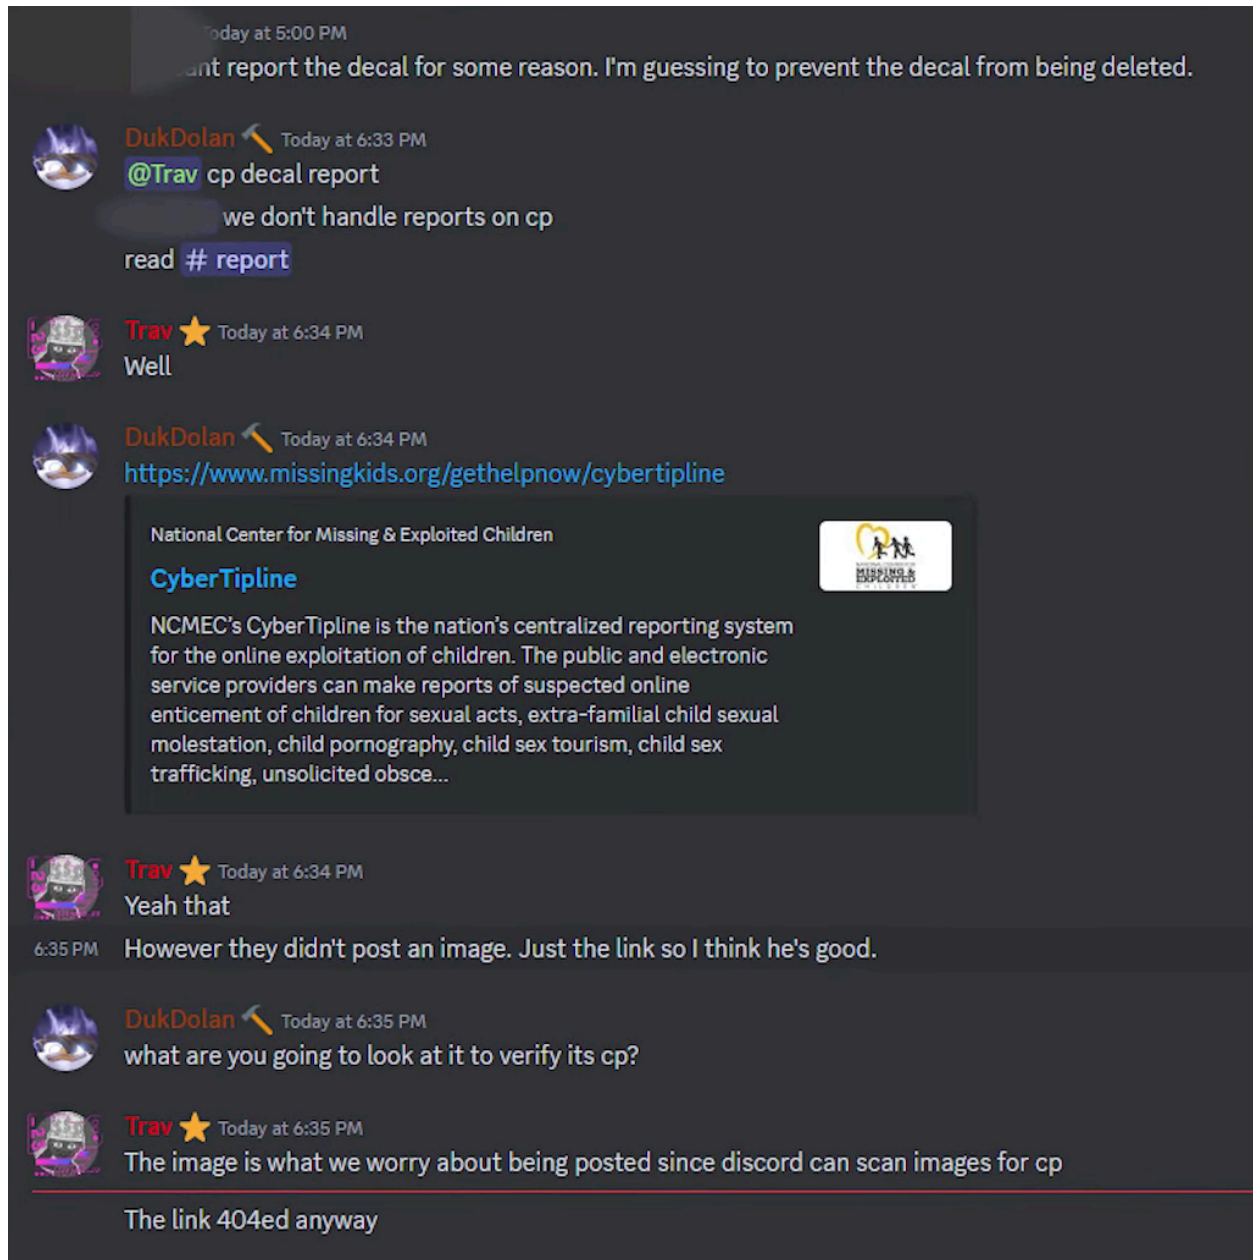 Today at 5:00 PM
report the decal for some reason. I'm guessing to prevent the decal from being deleted.
DukDolan Today at 6:33 PM
@Trav cp decal report
we don't handle reports on cp
read # report
Trav Today at 6:34 PM
Well
DukDolan Today at 6:34 PM
https://www.missingkids.org/gethelpnow/cybertipline
National Center for Missing & Exploited Children
CyberTipline
NCMEC’s CyberTipline is the nation’s centralized reporting system
for the online exploitation of children. The public and electronic
service providers can make reports of suspected online
enticement of children for sexual acts, extra-familial child sexual
molestation, child pornography, child sex tourism, child sex
trafficking, unsolicited obsce...
MISSING &
EXPLOITED
CHILDREN
Trav Today at 6:34 PM
Yeah that
6:35 PM However they didn't post an image. Just the link so I think he's good.
DukDolan Today at 6:35 PM
what are you going to look at it to verify its cp?
Trav Today at 6:35 PM
The image is what we worry about being posted since discord can scan images for cp
The link 404ed anyway